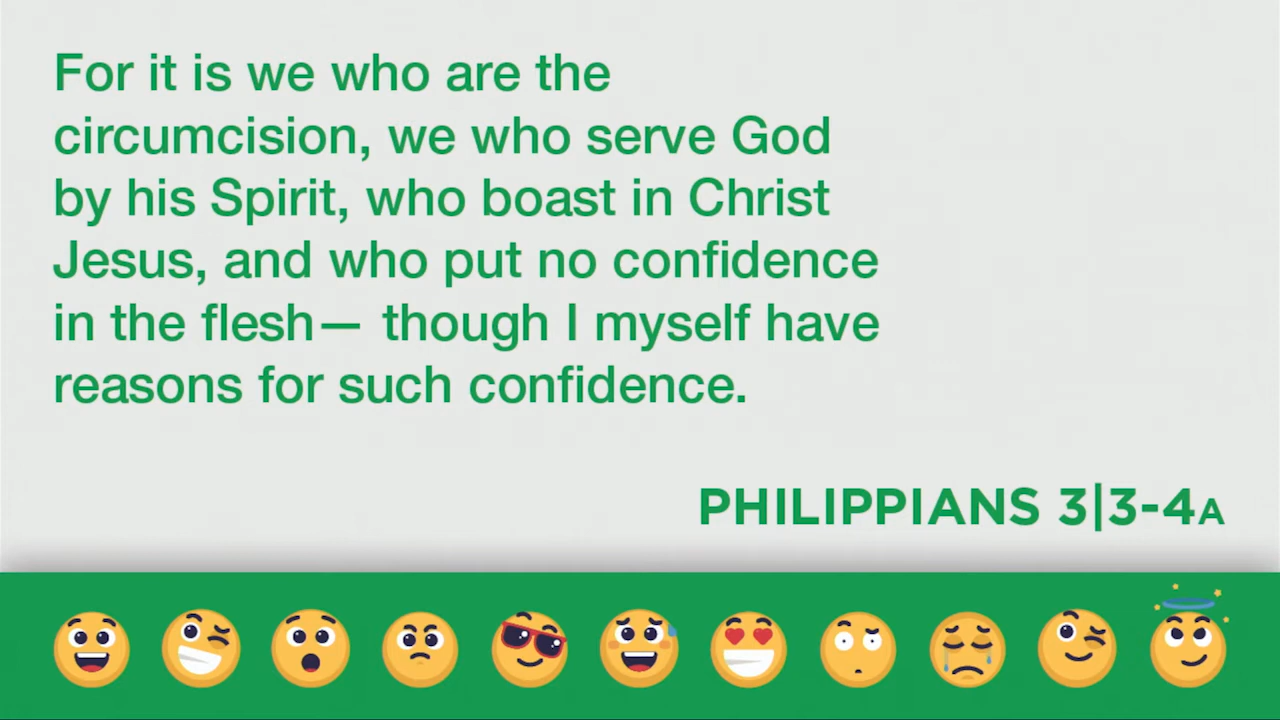 For it is we who are the
circumcision, we who serve God
by his Spirit, who boast in Christ
Jesus, and who put no confidence
in the flesh— though I myself have
reasons for such confidence.
PHILIPPIANS 3|3-4A